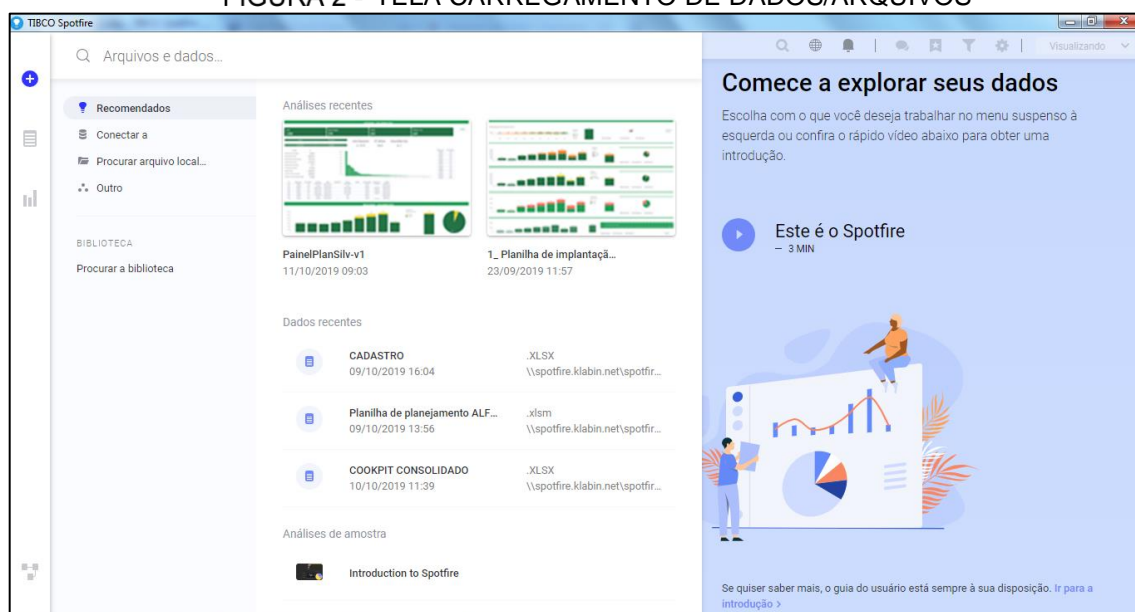 FIGURA 2 - TELA CARREGAMENTO DE DADOS/ARQUIVOS
TIBCO Spotfire
Arquivos e dados...
Visualizando
Recomendados
Conectar a
Procurar arquivo local...
Outro
BIBLIOTECA
Procurar a biblioteca
Análises recentes
PainelPlanSilv-v1
11/10/2019 09:03
1_ Planilha de implantaçã...
23/09/2019 11:57
Dados recentes
CADASTRO .XLSX
09/10/2019 16:04 \\spotfire.klabin.net\spotfir...
Planilha de planejamento ALF... .xlsm
09/10/2019 13:56 \\spotfire.klabin.net\spotfir...
COOKPIT CONSOLIDADO .XLSX
10/10/2019 11:39 \\spotfire.klabin.net\spotfir...
Análises de amostra
Introduction to Spotfire
Comece a explorar seus dados
Escolha com o que você deseja trabalhar no menu suspenso à
esquerda ou confira o rápido vídeo abaixo para obter uma
introdução.
Este é o Spotfire
– 3 MIN
Se quiser saber mais, o guia do usuário está sempre à sua disposição. Ir para a
introdução >